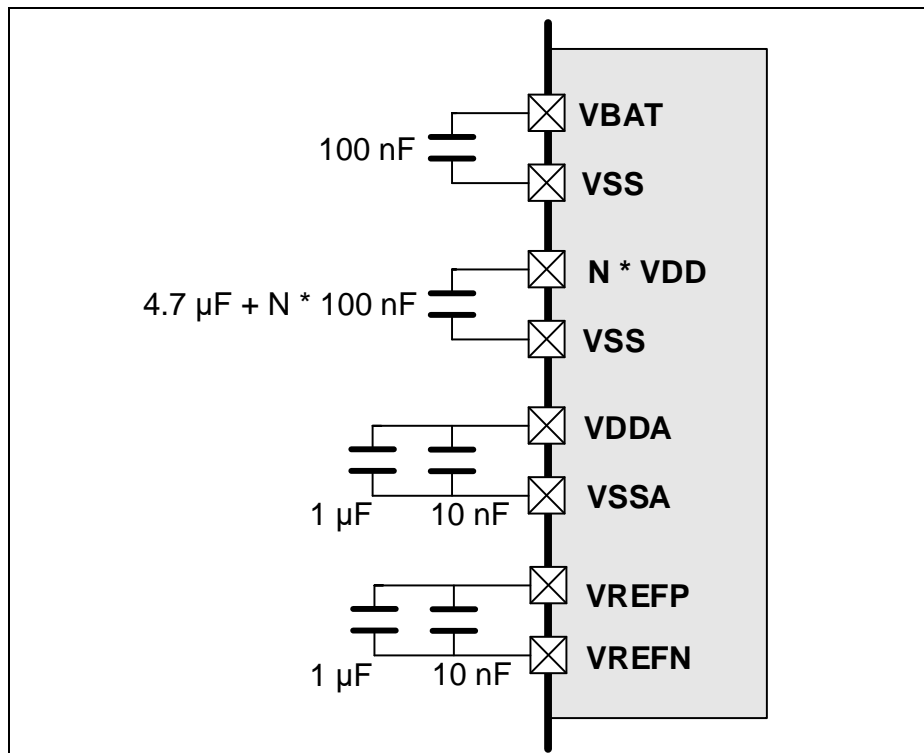 VBAT
100 nF
VSS
N * VDD
4.7 µF + N * 100 nF
VSS
VDDA
VSSA
1 µF 10 nF
VREFP
VREFN
1 µF 10 nF